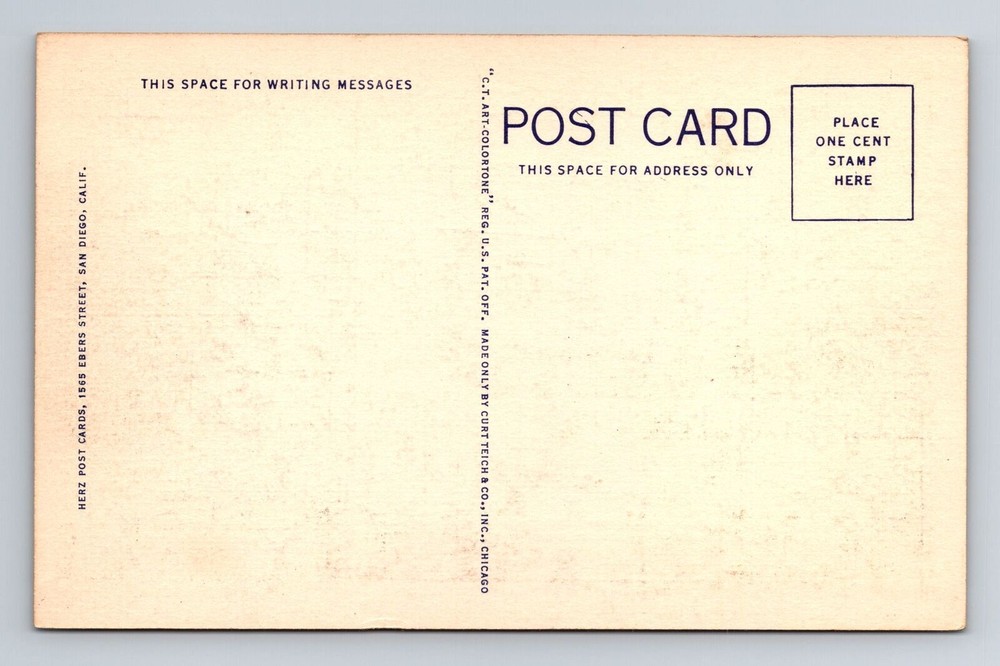 THIS SPACE FOR WRITING MESSAGES
HERZ POST CARDS, 1565 EBERS STREET, SAN DIEGO, CALIF.
"C.T. ART-COLORTONE" REG. U.S. PAT. OFF. MADE ONLY BY CURT TEICH & CO., INC., CHICAGO
POST CARD
THIS SPACE FOR ADDRESS ONLY
PLACE
ONE CENT
STAMP
HERE